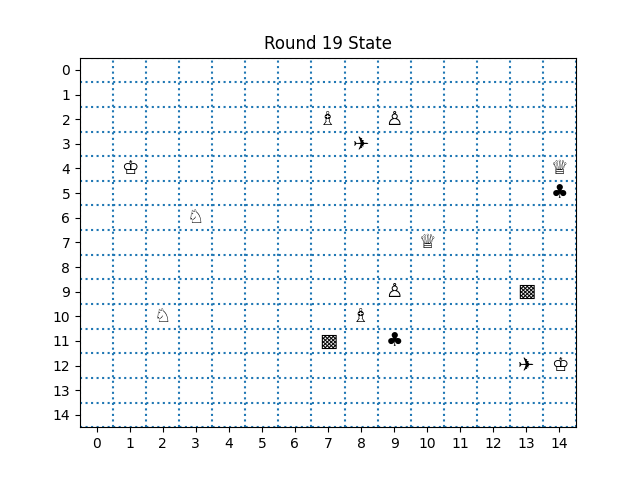 Round 19 State
0
1
2 ♗ ♙
3 ✈
4 ♔ ♕
5 ♣
6 ♘
7 ♕
8
9 ♙ ▩
10 ♘ ♗
11 ▩ ♣
12 ✈ ♔
13
14
0 1 2 3 4 5 6 7 8 9 10 11 12 13 14